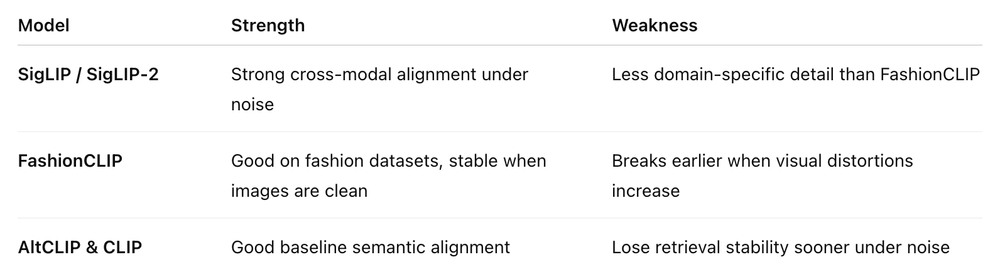 Model Strength Weakness
SigLIP / SigLIP-2 Strong cross-modal alignment under Less domain-specific detail than FashionCLIP
noise
FashionCLIP Good on fashion datasets, stable when Breaks earlier when visual distortions
images are clean increase
AltCLIP & CLIP Good baseline semantic alignment Lose retrieval stability sooner under noise